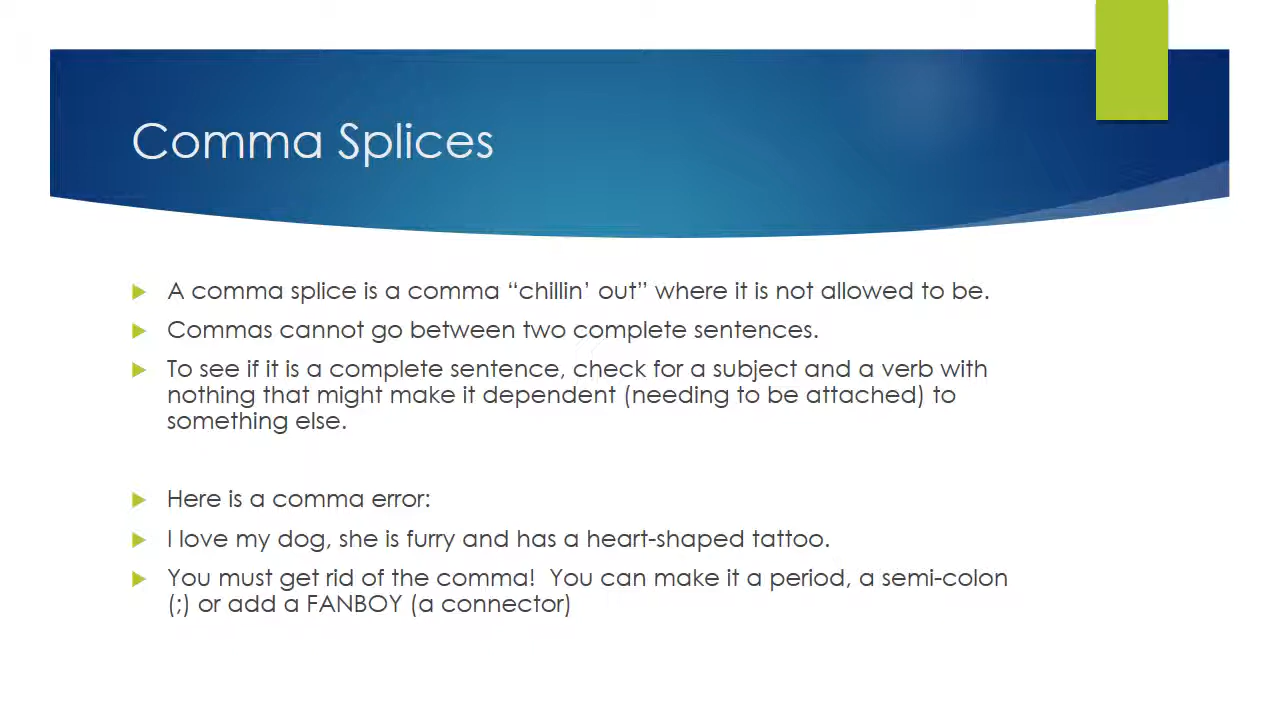 Comma Splices
A comma splice is a comma “chillin’ out” where it is not allowed to be.
Commas cannot go between two complete sentences.
To see if it is a complete sentence, check for a subject and a verb with
nothing that might make it dependent (needing to be attached) to
something else.
Here is a comma error:
I love my dog, she is furry and has a heart-shaped tattoo.
You must get rid of the comma!  You can make it a period, a semi-colon
(;) or add a FANBOY (a connector)